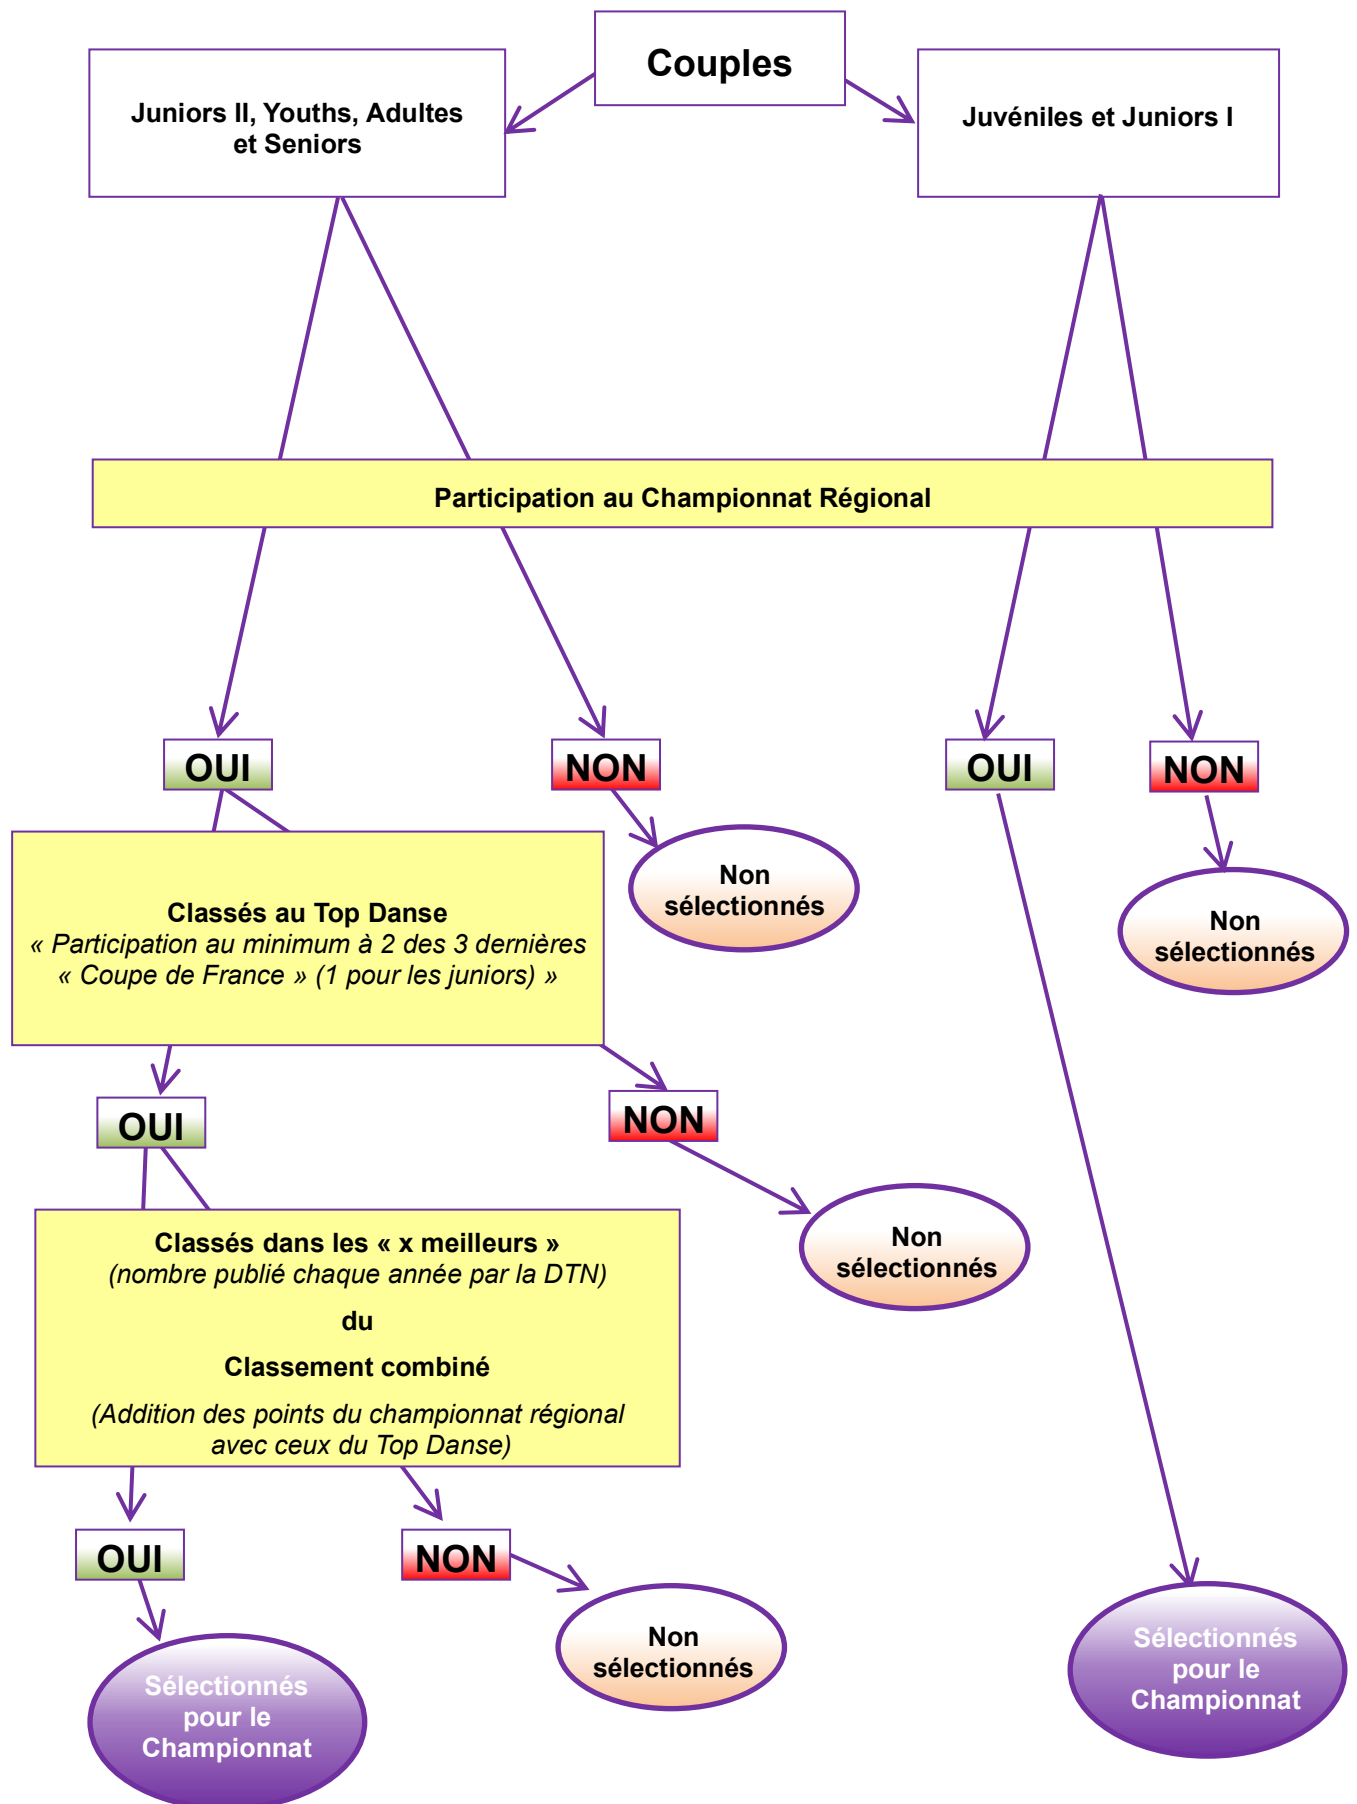 Couples
Juniors II, Youths, Adultes
et Seniors
Juvéniles et Juniors I
Participation au Championnat Régional
OUI
NON
OUI
NON
Non
sélectionnés
Non
sélectionnés
Classés au Top Danse
« Participation au minimum à 2 des 3 dernières
« Coupe de France » (1 pour les juniors) »
OUI
NON
Non
sélectionnés
Classés dans les « x meilleurs »
(nombre publié chaque année par la DTN)
du
Classement combiné
(Addition des points du championnat régional
avec ceux du Top Danse)
OUI
NON
Non
sélectionnés
Sélectionnés
pour le
Championnat
Sélectionnés
pour le
Championnat